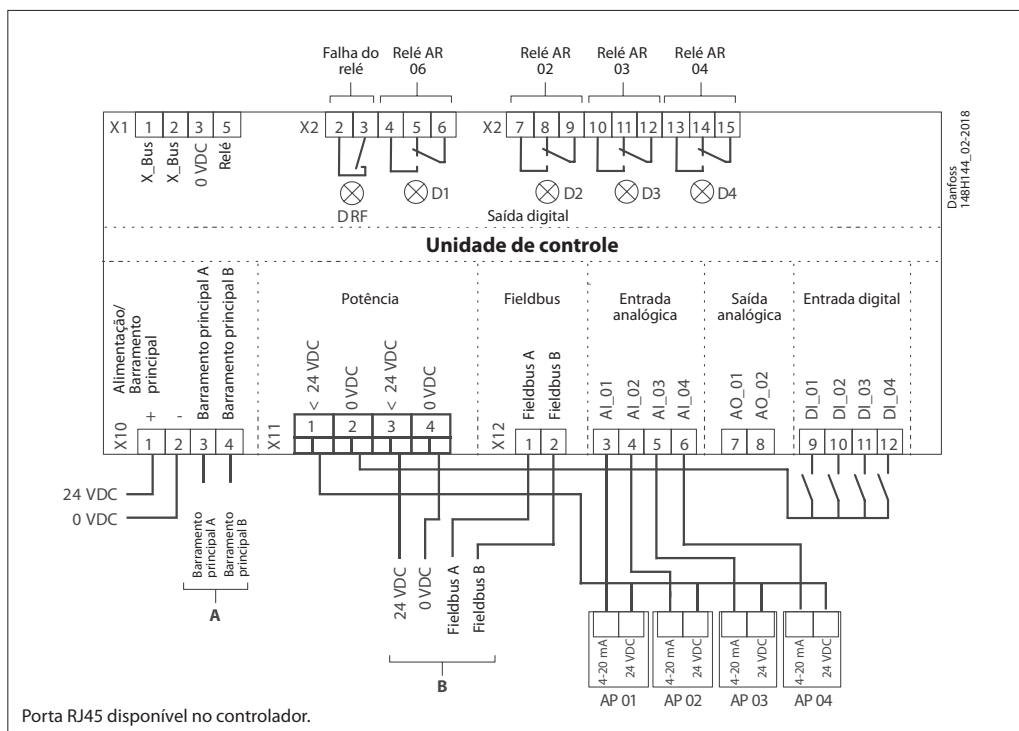 Falha do relé
Relé AR 06
Relé AR 02
Relé AR 03
Relé AR 04
X1 1 2 3 5
X2 2 3 4 5 6
X2 7 8 9 10 11 12 13 14 15
X_Bus
X_Bus
0 VDC
Relé
D RF
D1
D2
D3
D4
Saída digital
Danfoss
148H144_02-2018
Unidade de controle
Alimentação/
Barramento
principal
+
-
Barramento principal A
Barramento principal B
X10 1 2 3 4
Potência
< 24 VDC
0 VDC
< 24 VDC
0 VDC
X11 1 2 3 4
Fieldbus
Fieldbus A
Fieldbus B
X12 1 2
Entrada
analógica
AI_01
AI_02
AI_03
AI_04
3 4 5 6
Saída
analógica
AO_01
AO_02
7 8
Entrada digital
DI_01
DI_02
DI_03
DI_04
9 10 11 12
24 VDC
0 VDC
Barramento
principal A
Barramento
principal B
A
24 VDC
0 VDC
Fieldbus A
Fieldbus B
B
4-20 mA
24 VDC
AP 01
4-20 mA
24 VDC
AP 02
4-20 mA
24 VDC
AP 03
4-20 mA
24 VDC
AP 04
Porta RJ45 disponível no controlador.